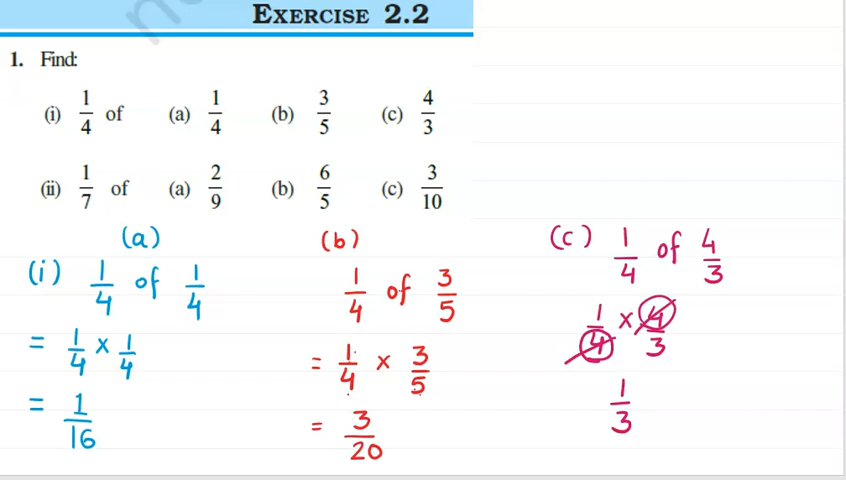 EXERCISE 2.2
1. Find:
(i) 1/4 of (a) 1/4 (b) 3/5 (c) 4/3
(ii) 1/7 of (a) 2/9 (b) 6/5 (c) 3/10
(a)
(i) 1/4 of 1/4
= 1/4 × 1/4
= 1/16
(b)
1/4 of 3/5
= 1/4 × 3/5
= 3/20
(c) 1/4 of 4/3
1/4 × 4/3
1/3